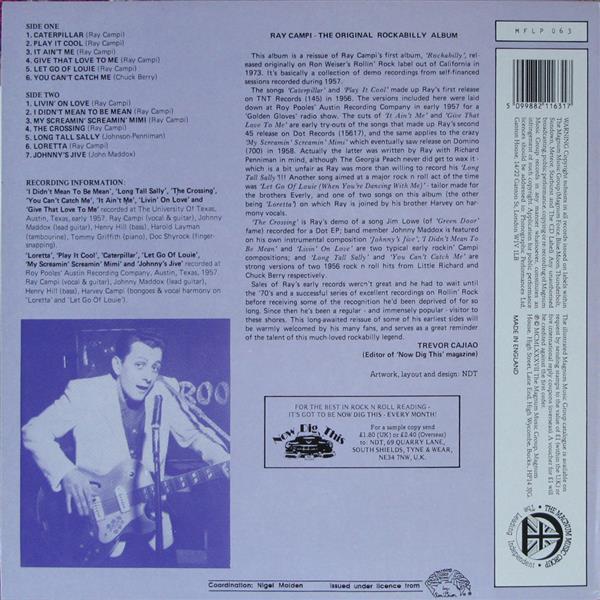 SIDE ONE
1. CATERPILLAR (Ray Campi)
2. PLAY IT COOL (Ray Campi)
3. IT AIN'T ME (Ray Campi)
4. GIVE THAT LOVE TO ME (Ray Campi)
5. LET GO OF LOUIE (Ray Campi)
6. YOU CAN'T CATCH ME (Chuck Berry)
SIDE TWO
1. LIVIN' ON LOVE (Ray Campi)
2. I DIDN'T MEAN TO BE MEAN (Ray Campi)
3. MY SCREAMIN' SCREAMIN' MIMI (Ray Campi)
4. THE CROSSING (Ray Campi)
5. LONG TALL SALLY (Johnson-Penniman)
6. LORETTA (Ray Campi)
7. JOHNNY'S JIVE (John Maddox)
RECORDING INFORMATION:
'I Didn't Mean To Be Mean', 'Long Tall Sally', 'The Crossing',
'You Can't Catch Me', 'It Ain't Me', 'Livin' On Love' and
'Give That Love To Me' recorded at The University Of Texas,
Austin, Texas, early 1957. Ray Campi (vocal & guitar), Johnny
Maddox (lead guitar), Henry Hill (bass), Harold Layman
(tambourine), Tommy Griffith (piano), Doc Shyrock (finger-
snapping).
'Loretta', 'Play It Cool', 'Caterpillar', 'Let Go Of Louie',
'My Screamin' Screamin' Mimi' and 'Johnny's Jive' recorded at
Roy Pooles' Austin Recording Company, Austin, Texas, 1957.
Ray Campi (vocal & guitar), Johnny Maddox (lead guitar),
Henry Hill (bass), Harvey Campi (bongoes & vocal harmony on
'Loretta' and 'Let Go Of Louie').
RAY CAMPI - THE ORIGINAL ROCKABILLY ALBUM
This album is a reissue of Ray Campi's first album, 'Rockabilly', rel-
eased originally on Ron Weiser's Rollin' Rock label out of California in
1973. It's basically a collection of demo recordings from self-financed
sessions recorded during 1957.
The songs 'Caterpillar' and 'Play It Cool' made up Ray's first release
on TNT Records (145) in 1956. The versions included here were laid
down at Roy Pooles' Austin Recording Company in early 1957 for a
'Golden Gloves' radio show. The cuts of 'It Ain't Me' and 'Give That
Love To Me' are early try-outs of the songs that made up Ray's second
45 release on Dot Records (15617), and the same applies to the crazy
'My Screamin' Screamin' Mimi' which eventually saw release on Domino
(700) in 1958. Actually the latter was written by Ray with Richard
Penniman in mind, although The Georgia Peach never did get to wax it -
which is a bit unfair as Ray was more than willing to record his 'Long
Tall Sally'!!! Another song aimed at a major rock n roll act of the time
was 'Let Go Of Louie (When You're Dancing With Me)' - tailor made for
the brothers Everly, and one of two songs on this album (the other
being 'Loretta') on which Ray is joined by his brother Harvey on har-
mony vocals.
'The Crossing' is Ray's demo of a song Jim Lowe (of 'Green Door'
fame) recorded for a Dot EP; band member Johnny Maddox is featured
on his own instrumental composition ('Johnny's Jive'; 'I Didn't Mean To
Be Mean' and 'Livin' On Love' are two typical early rockin' Campi
compositions; and 'Long Tall Sally' and 'You Can't Catch Me' are
strong versions of two 1956 rock n roll hits from Little Richard and
Chuck Berry respectively.
Sales of Ray's early records weren't great and he had to wait until
the '70's and a successful series of excellent recordings on Rollin' Rock
before receiving some of the recognition he'd been deprived of for so
long. Since then he's been a regular - and immensely popular - visitor to
these shores. This long-awaited reissue of some of his earliest sides
will be warmly welcomed by his many fans, and serves as a great reminder
of the talent of this much-loved rockabilly legend.
TREVOR CAJIAO
(Editor of 'Now Dig This' magazine)
Artwork, layout and design: NDT
FOR THE BEST IN ROCK N ROLL READING -
IT'S GOT TO BE NOW DIG THIS - EVERY MONTH!
Now Dig This
For a sample copy send
£1.80 (UK) or £2.40 (Overseas)
to: NDT, 69 QUARRY LANE,
SOUTH SHIELDS, TYNE & WEAR,
NE34 7NW, U.K.
Coordination: Nigel Molden
issued under licence from
MFLP 063
5 099882 116317
MADE IN ENGLAND
THE MAGNUM MUSIC GROUP
The Leading Independent